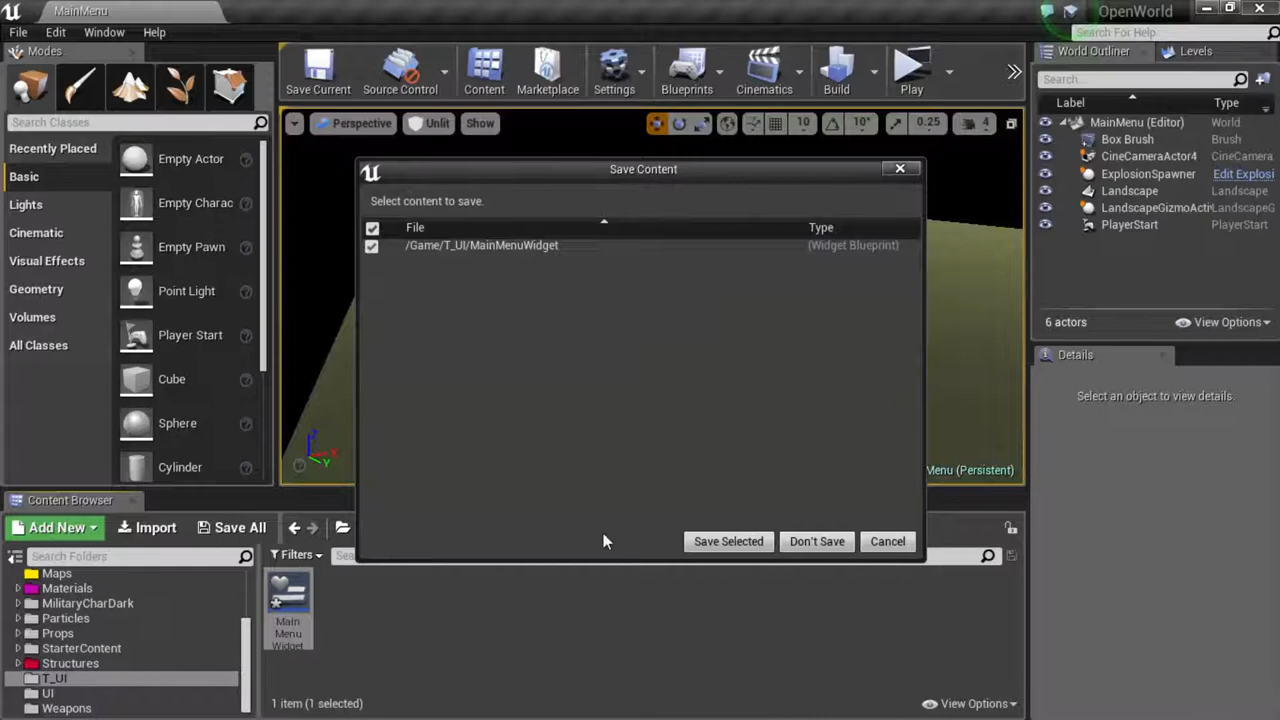 MainMenu
OpenWorld
File Edit Window Help
Search For Help
Modes
Save Current
Source Control
Content
Marketplace
Settings
Blueprints
Cinematics
Build
Play
World Outliner
Levels
Search Classes
Search...
Label Type
Perspective
Unlit
Show
10
10°
0.25
4
Recently Placed
Basic
Lights
Cinematic
Visual Effects
Geometry
Volumes
All Classes
Empty Actor
Empty Charac
Empty Pawn
Point Light
Player Start
Cube
Sphere
Cylinder
MainMenu (Editor) World
Box Brush Brush
CineCameraActor4 CineCamera
ExplosionSpawner Edit Explosi
Landscape Landscape
LandscapeGizmoActi LandscapeG
PlayerStart PlayerStart
6 actors
View Options
Details
Select an object to view details.
Save Content
Select content to save.
File Type
/Game/T_UI/MainMenuWidget (Widget Blueprint)
Save Selected
Don't Save
Cancel
Z
X
Y
Menu (Persistent)
Content Browser
Add New
Import
Save All
Search Folders
Filters
Sea
Maps
Materials
MilitaryCharDark
Particles
Props
StarterContent
Structures
T_UI
UI
Weapons
Main
Menu
Widget
1 item (1 selected)
View Options